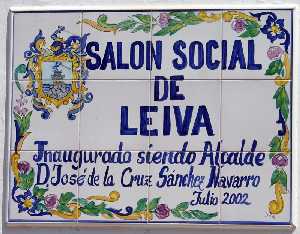 SALON SOCIAL
DE
LEIVA
Inaugurado siendo Alcalde
D. José de la Cruz Sánchez Navarro
Julio 2002